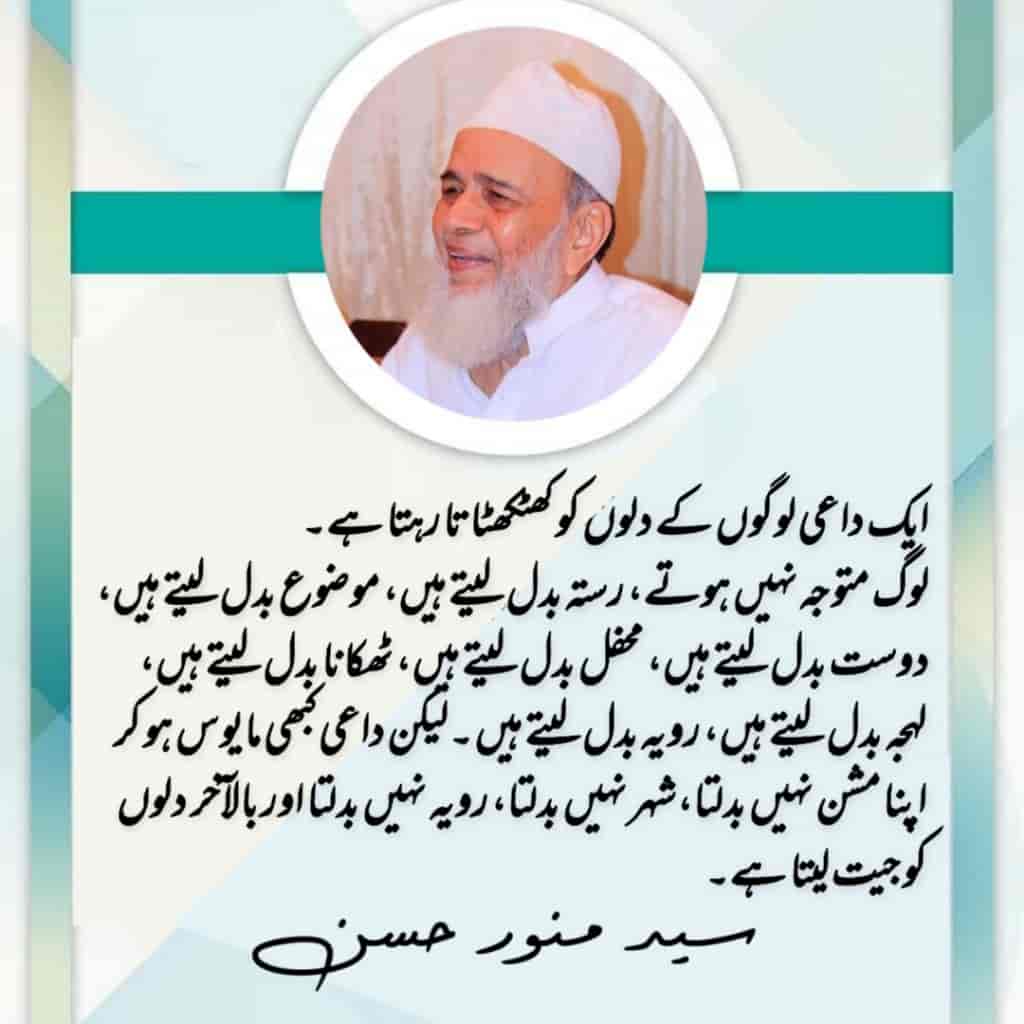 ایک داعی لوگوں کے دلوں کو کھٹکھٹاتا رہتا ہے۔
لوگ متوجہ نہیں ہوتے، رستہ بدل لیتے ہیں، موضوع بدل لیتے ہیں،
دوست بدل لیتے ہیں، محفل بدل لیتے ہیں، ٹھکانا بدل لیتے ہیں،
لہجہ بدل لیتے ہیں، رویہ بدل لیتے ہیں۔ لیکن داعی کبھی مایوس ہو کر
اپنا مشن نہیں بدلتا، شہر نہیں بدلتا، رویہ نہیں بدلتا اور بالآخر دلوں
کو جیت لیتا ہے۔
سید منور حسن